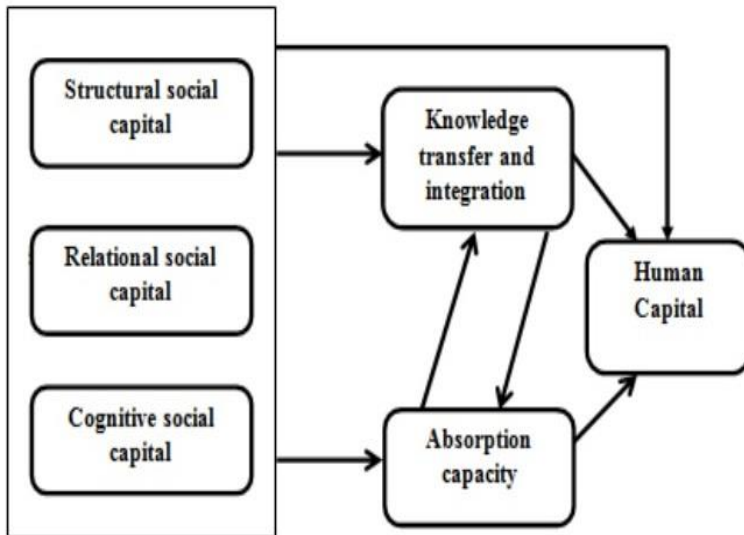 Structural social
capital
Relational social
capital
Cognitive social
capital
Knowledge
transfer and
integration
Absorption
capacity
Human
Capital